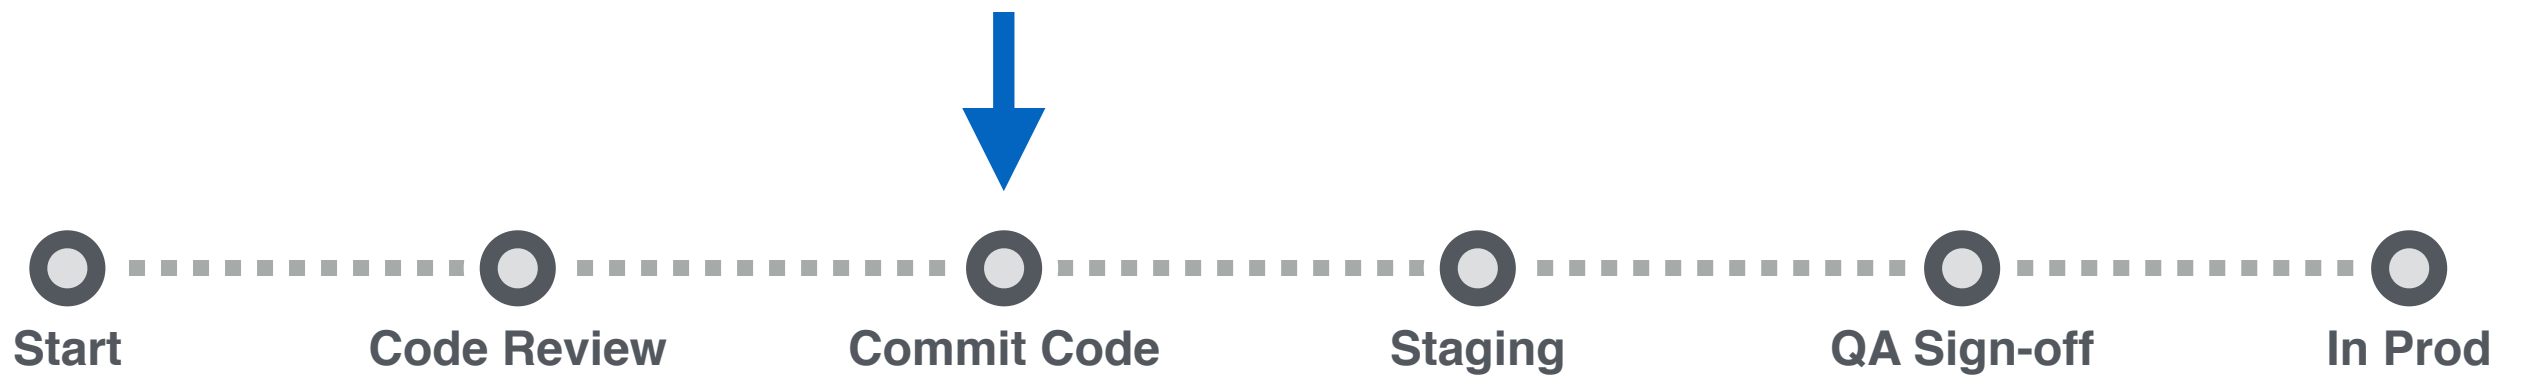 Start
Code Review
Commit Code
Staging
QA Sign-off
In Prod